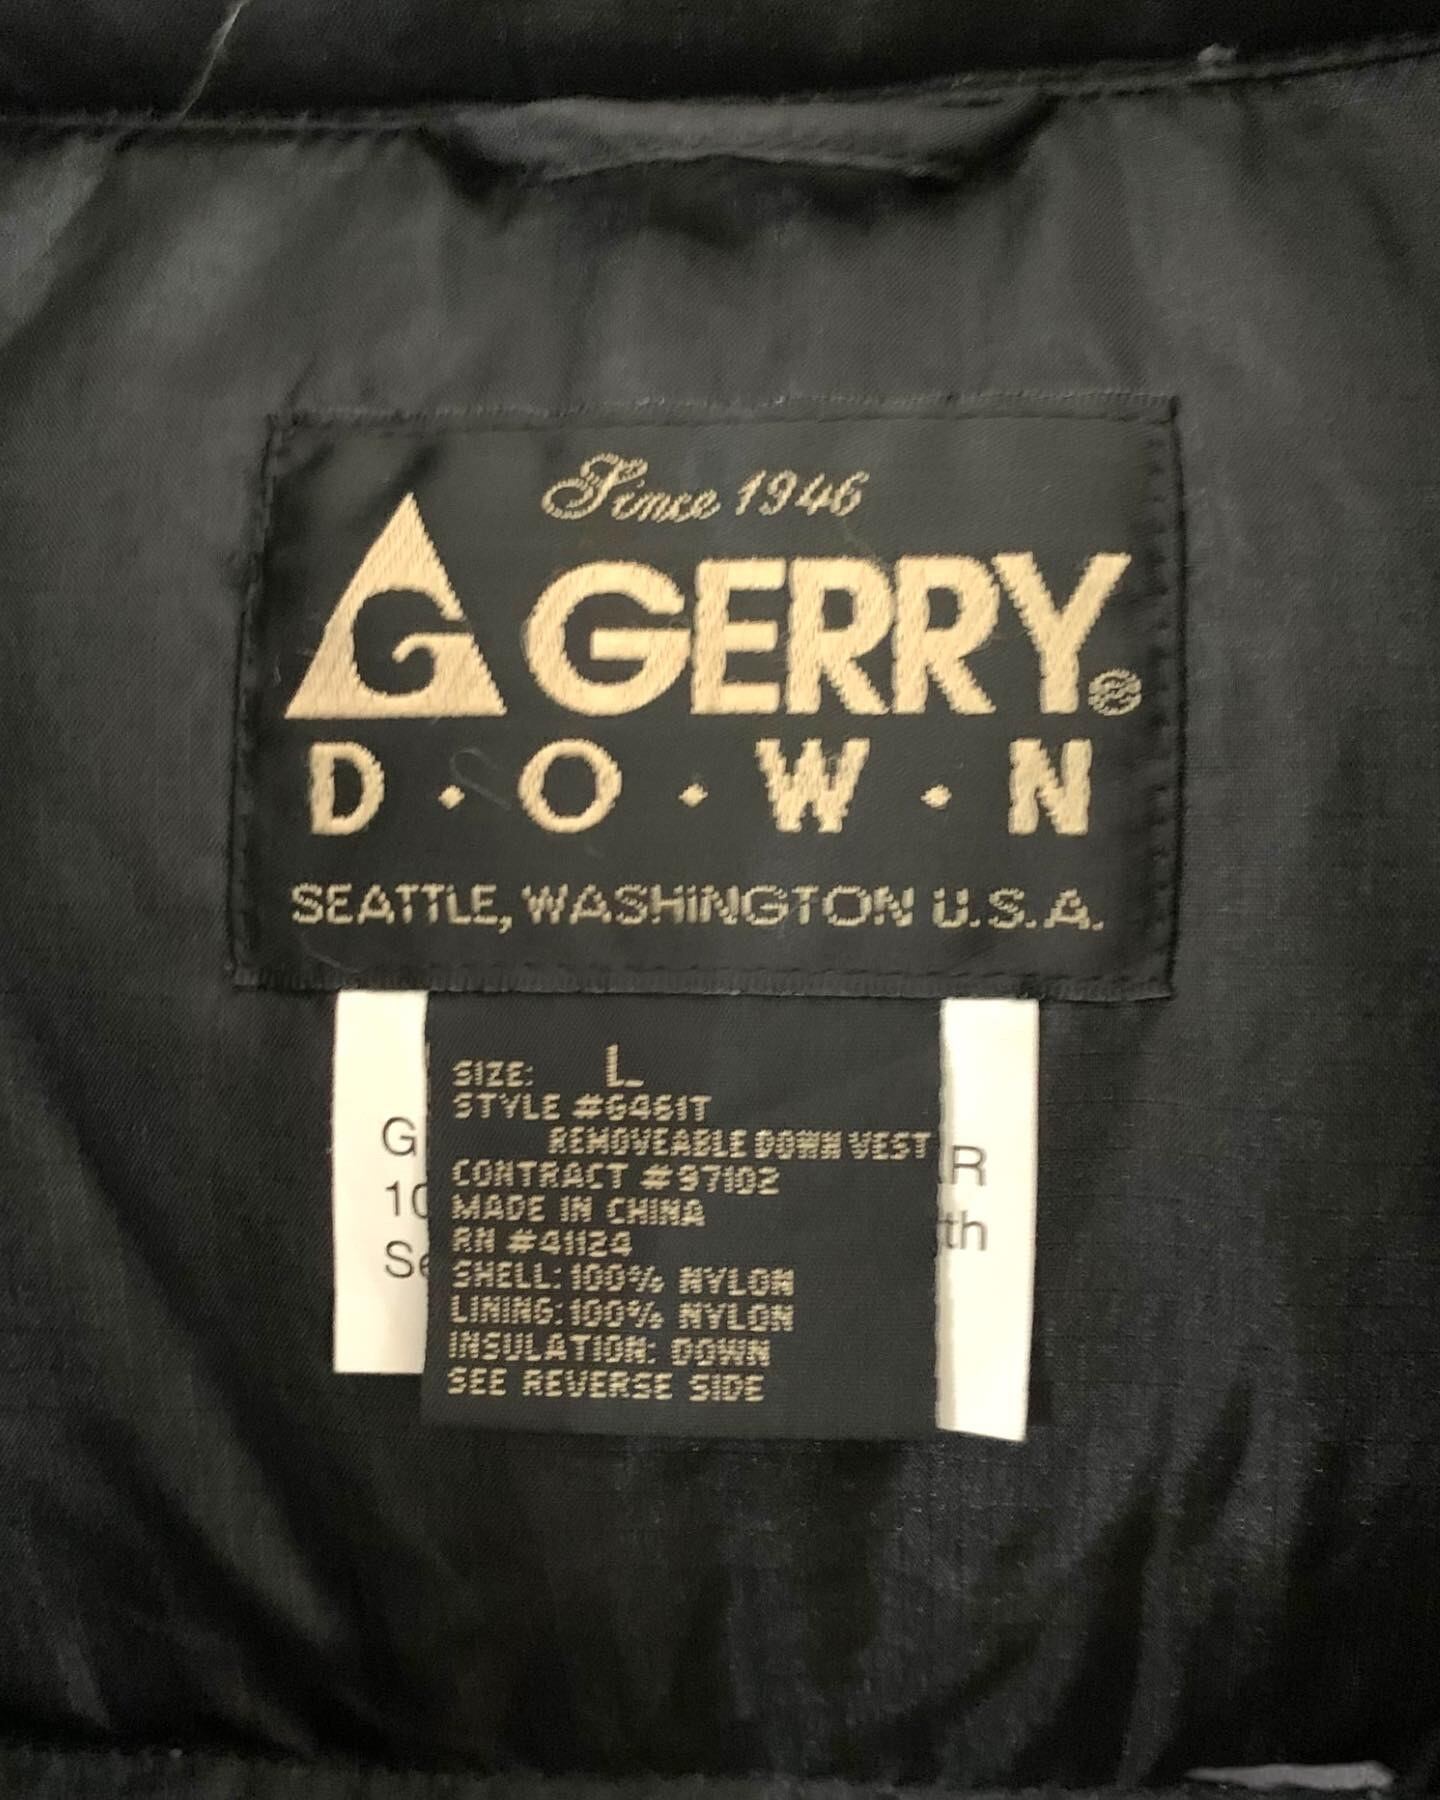 Since 1946
G GERRY®
D·O·W·N
SEATTLE, WASHINGTON U.S.A.
SIZE: L
STYLE #G461T
REMOVEABLE DOWN VEST
CONTRACT #97102
MADE IN CHINA
RN #41124
SHELL: 100% NYLON
LINING: 100% NYLON
INSULATION: DOWN
SEE REVERSE SIDE